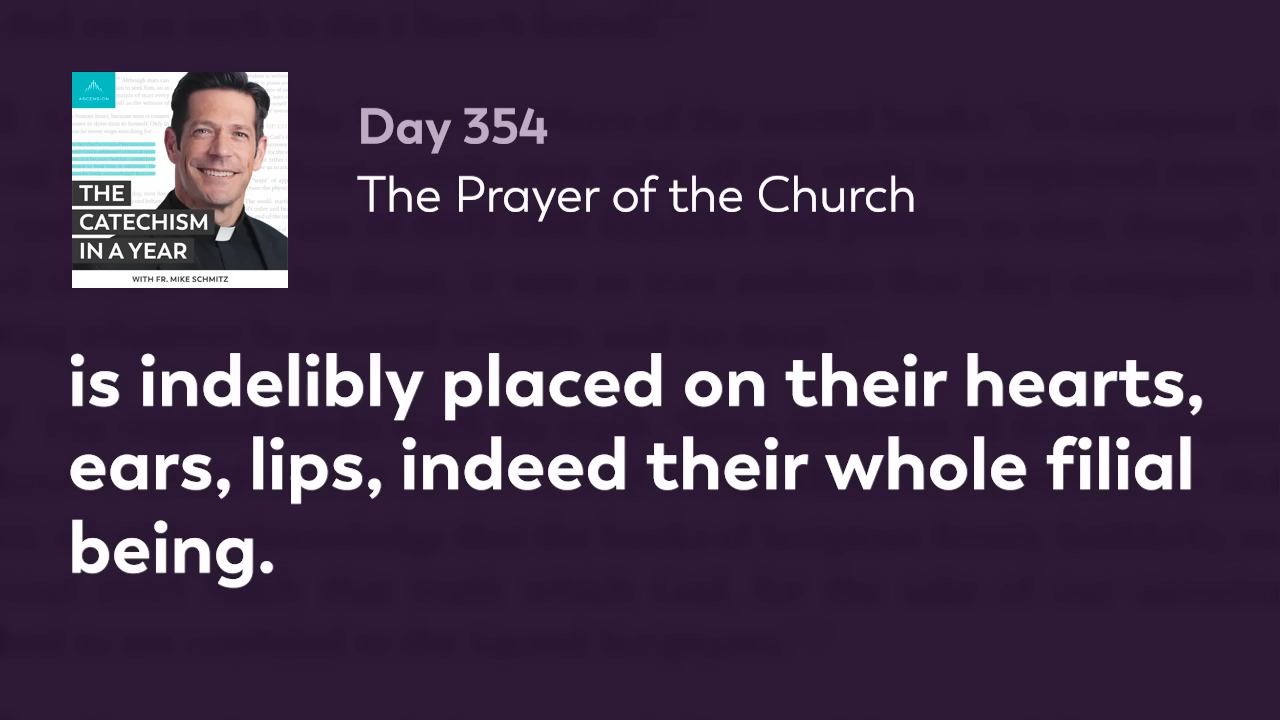 ASCENSION
THE
CATECHISM
IN A YEAR
WITH FR. MIKE SCHMITZ
Day 354
The Prayer of the Church
is indelibly placed on their hearts,
ears, lips, indeed their whole filial
being.